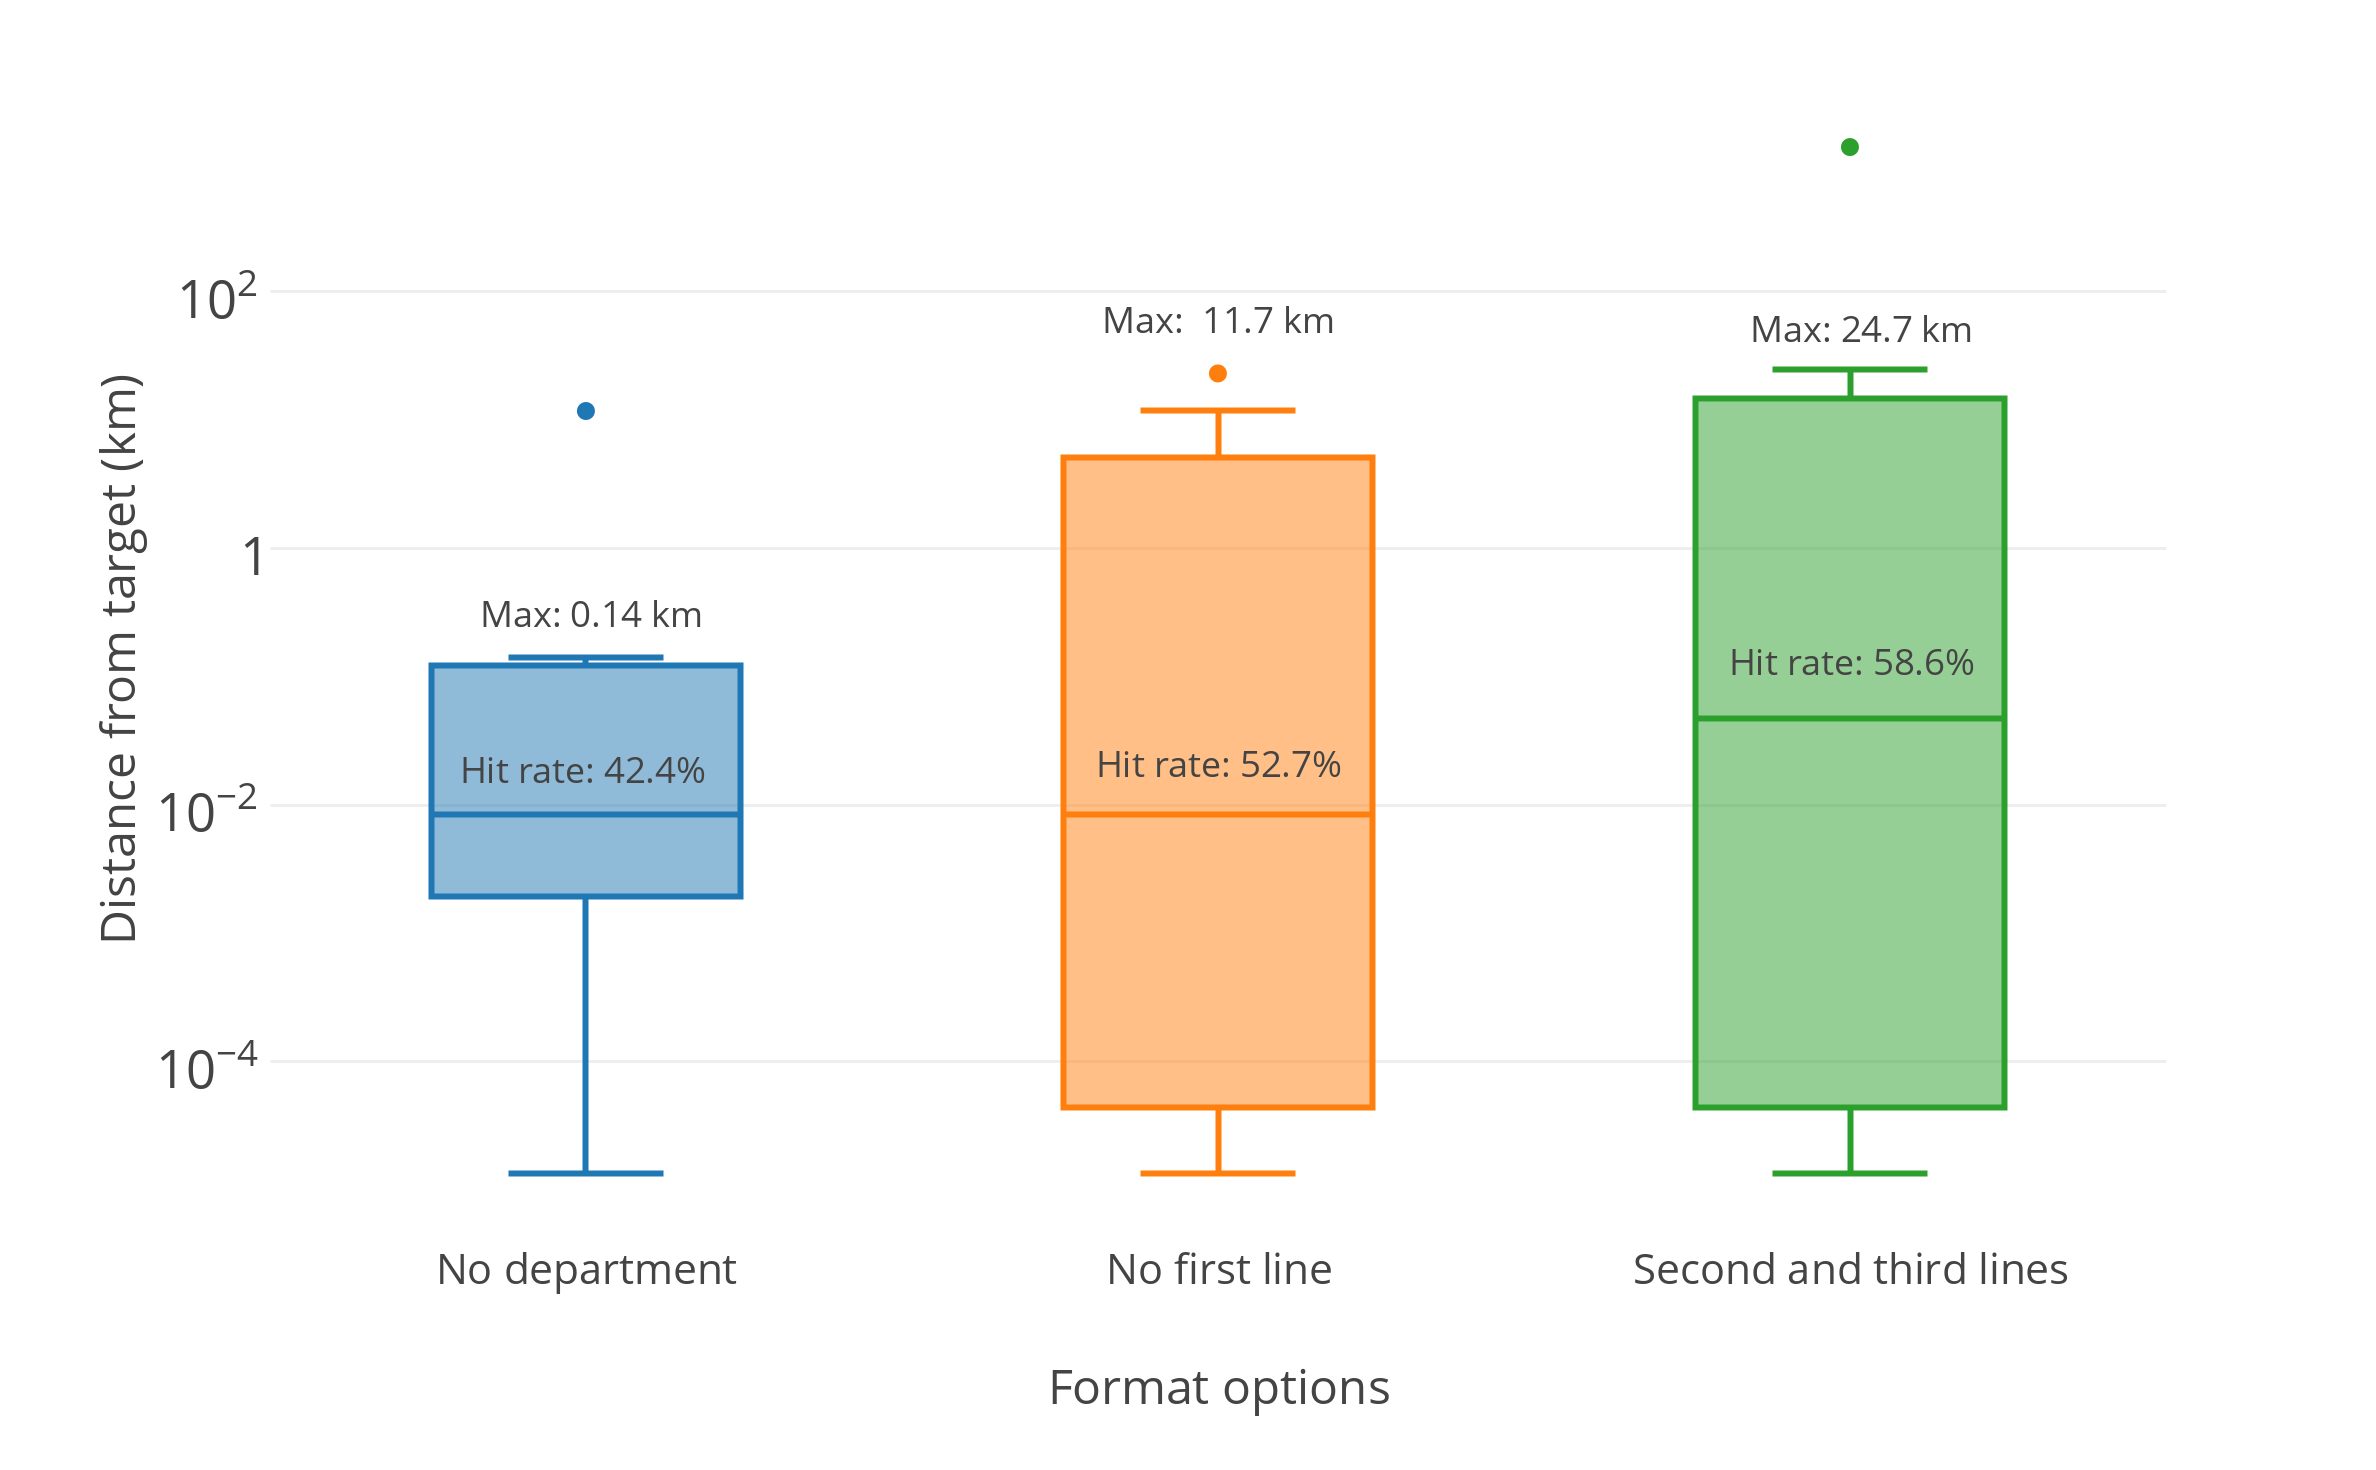 10²
Max:  11.7 km
Max: 24.7 km
1
Max: 0.14 km
Hit rate: 58.6%
Hit rate: 42.4%
Hit rate: 52.7%
10⁻²
10⁻⁴
Distance from target (km)
No department
No first line
Second and third lines
Format options